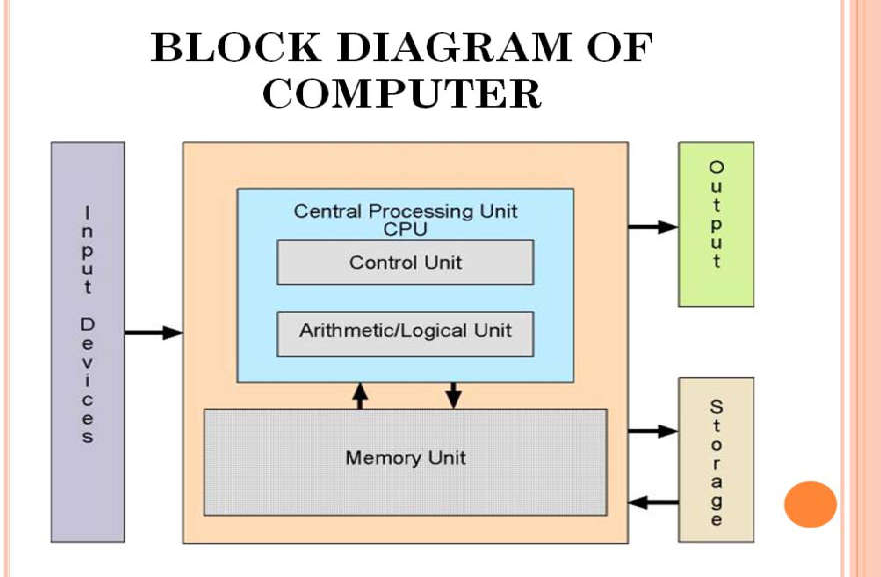 BLOCK DIAGRAM OF
COMPUTER
Input Devices
Central Processing Unit
CPU
Control Unit
Arithmetic/Logical Unit
Memory Unit
Output
Storage